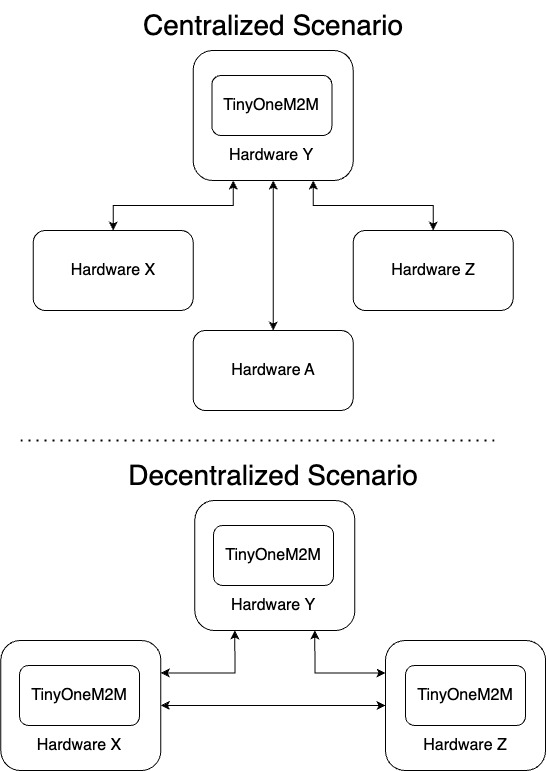 Centralized Scenario
TinyOneM2M
Hardware Y
Hardware X
Hardware Z
Hardware A
Decentralized Scenario
TinyOneM2M
Hardware Y
TinyOneM2M
Hardware X
TinyOneM2M
Hardware Z